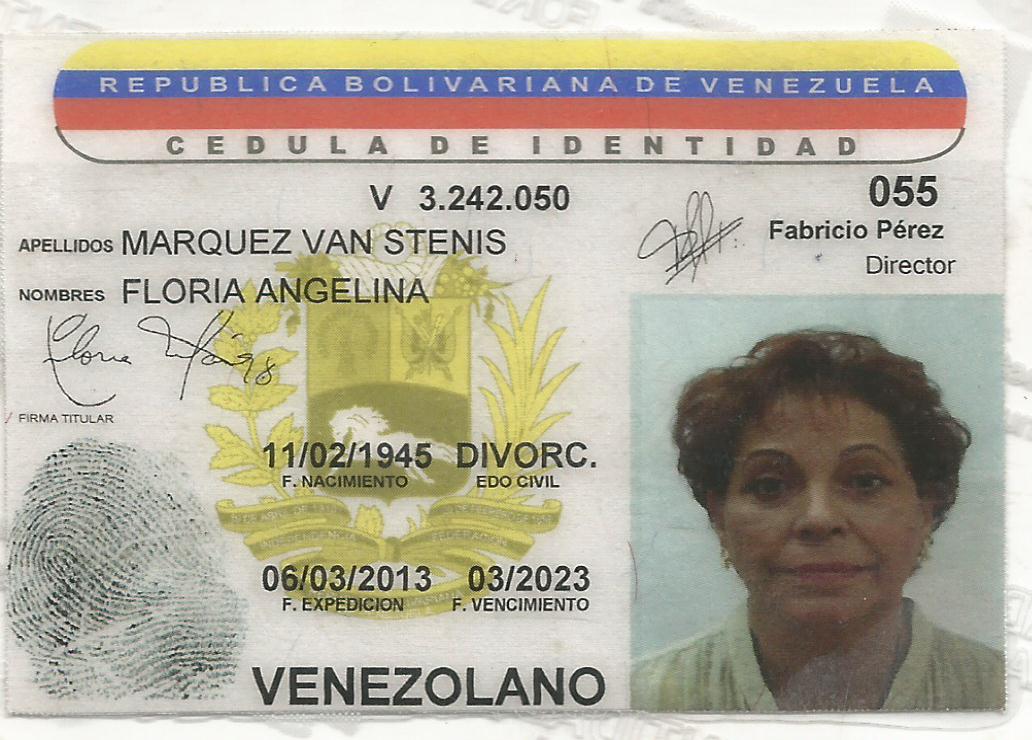 REPUBLICA BOLIVARIANA DE VENEZUELA
CEDULA DE IDENTIDAD
V 3.242.050
055
Fabricio Pérez
Director
APELLIDOS MARQUEZ VAN STENIS
NOMBRES FLORIA ANGELINA
FIRMA TITULAR
11/02/1945 DIVORC.
F. NACIMIENTO EDO CIVIL
INDEPENDENCIA FEDERACION
06/03/2013 03/2023
F. EXPEDICION F. VENCIMIENTO
VENEZOLANO